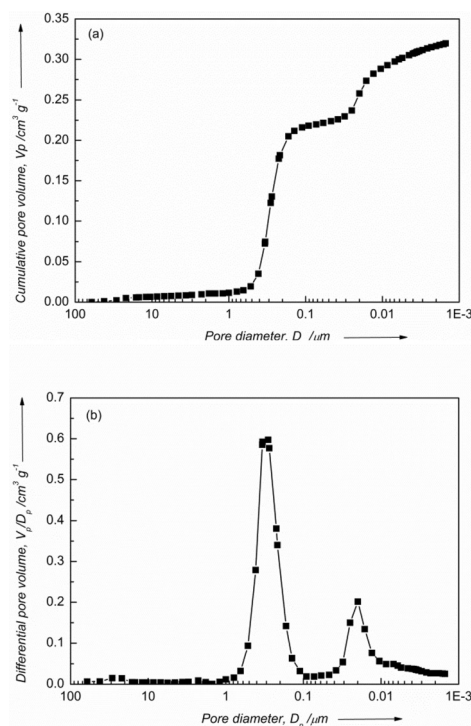 (a)
Cumulative pore volume, Vp /cm³ g⁻¹
0.35
0.30
0.25
0.20
0.15
0.10
0.05
0.00
100 10 1 0.1 0.01 1E-3
Pore diameter. D /μm
(b)
Differential pore volume, Vₚ/Dₚ /cm³ g⁻¹
0.7
0.6
0.5
0.4
0.3
0.2
0.1
0.0
100 10 1 0.1 0.01 1E-3
Pore diameter, Dₚ/μm